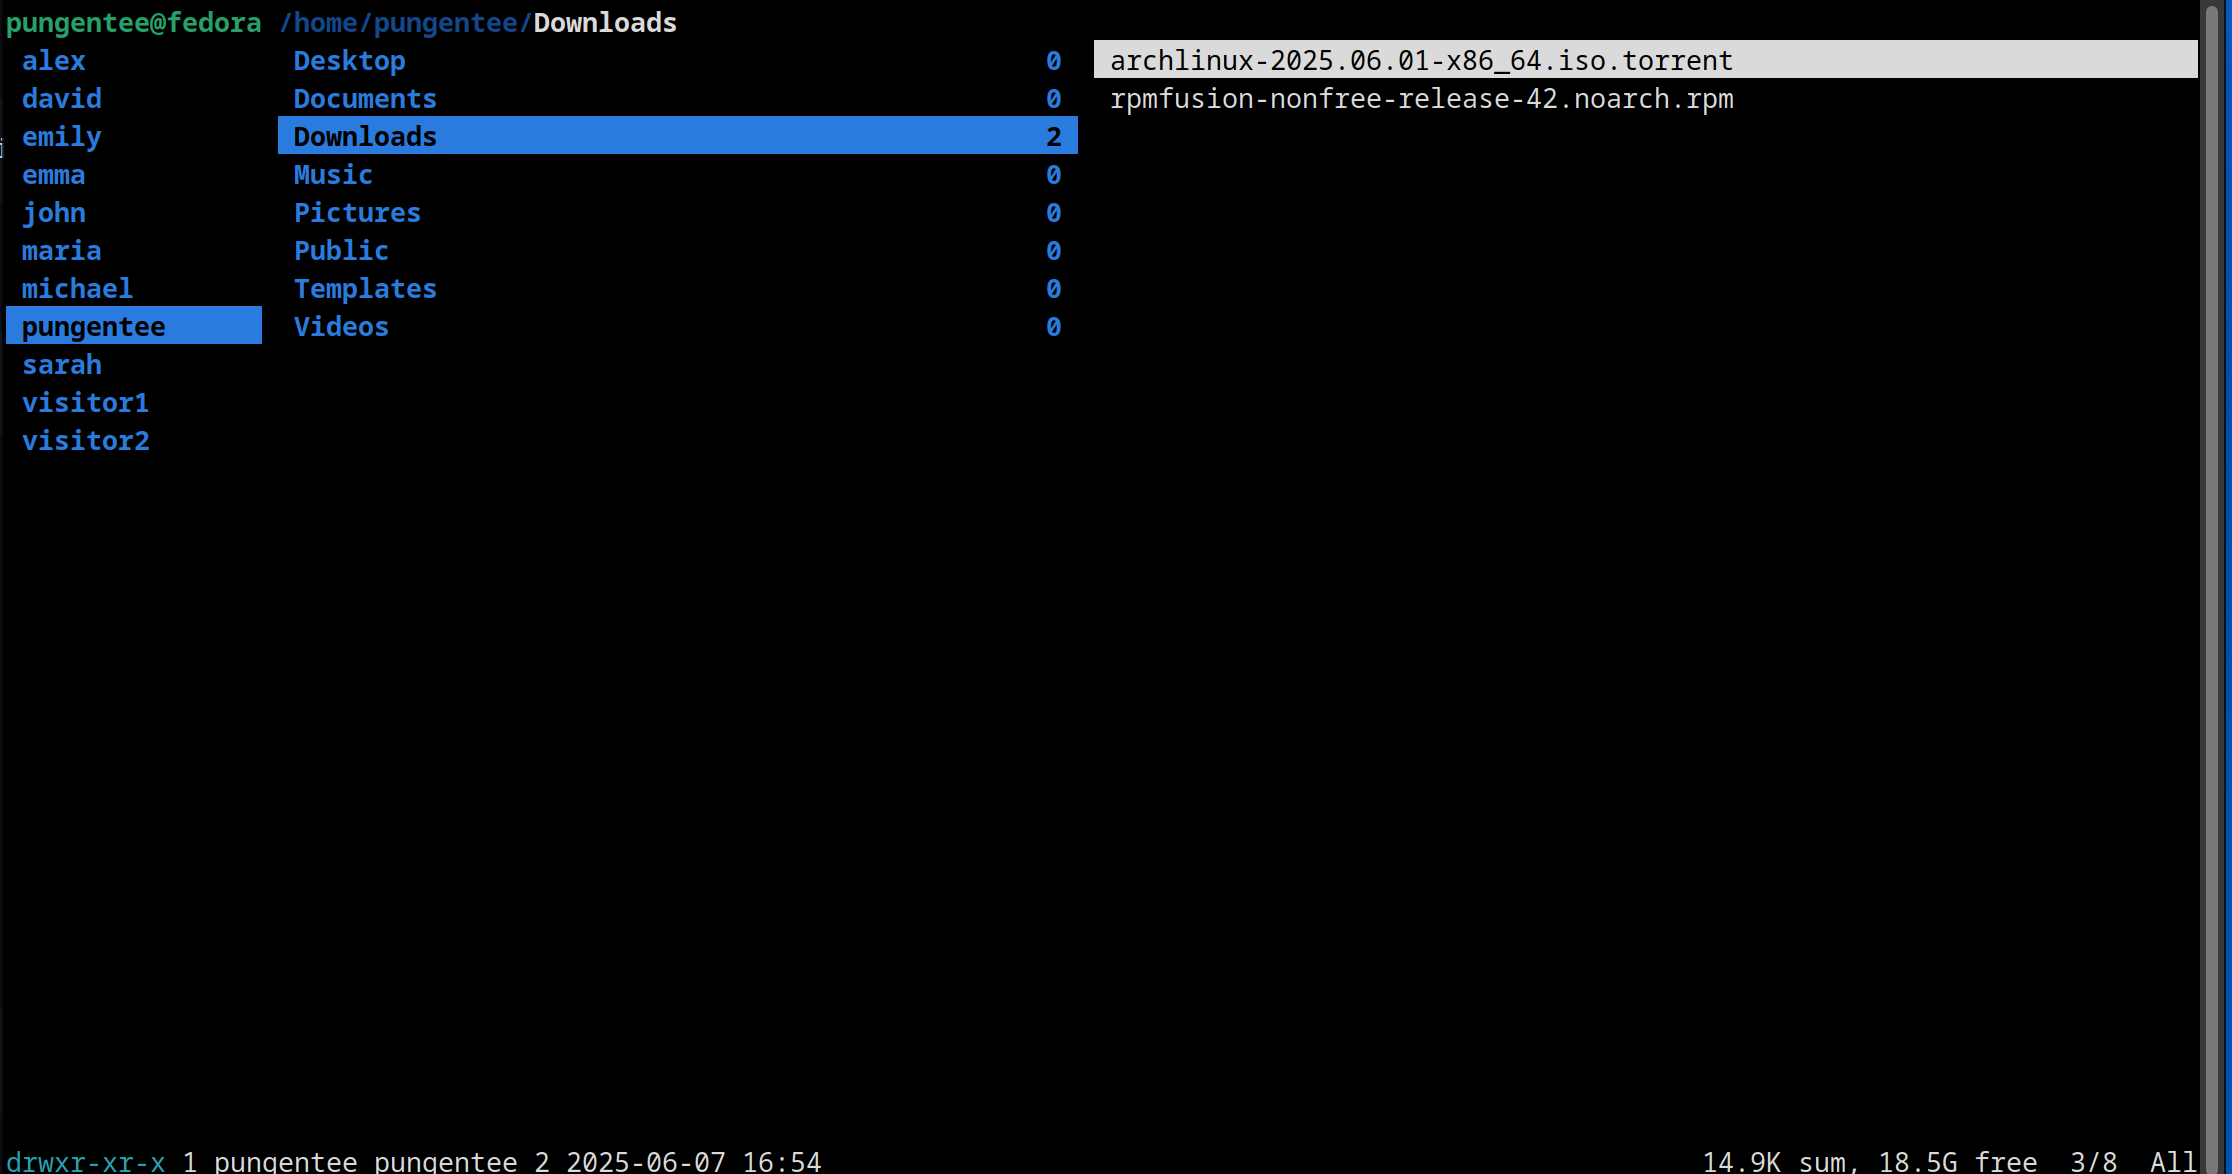 pungentee@fedora /home/pungentee/Downloads
alex Desktop 0 archlinux-2025.06.01-x86_64.iso.torrent
david Documents 0 rpmfusion-nonfree-release-42.noarch.rpm
emily Downloads 2
emma Music 0
john Pictures 0
maria Public 0
michael Templates 0
pungentee Videos 0
sarah
visitor1
visitor2
drwxr-xr-x 1 pungentee pungentee 2 2025-06-07 16:54 14.9K sum, 18.5G free 3/8 All